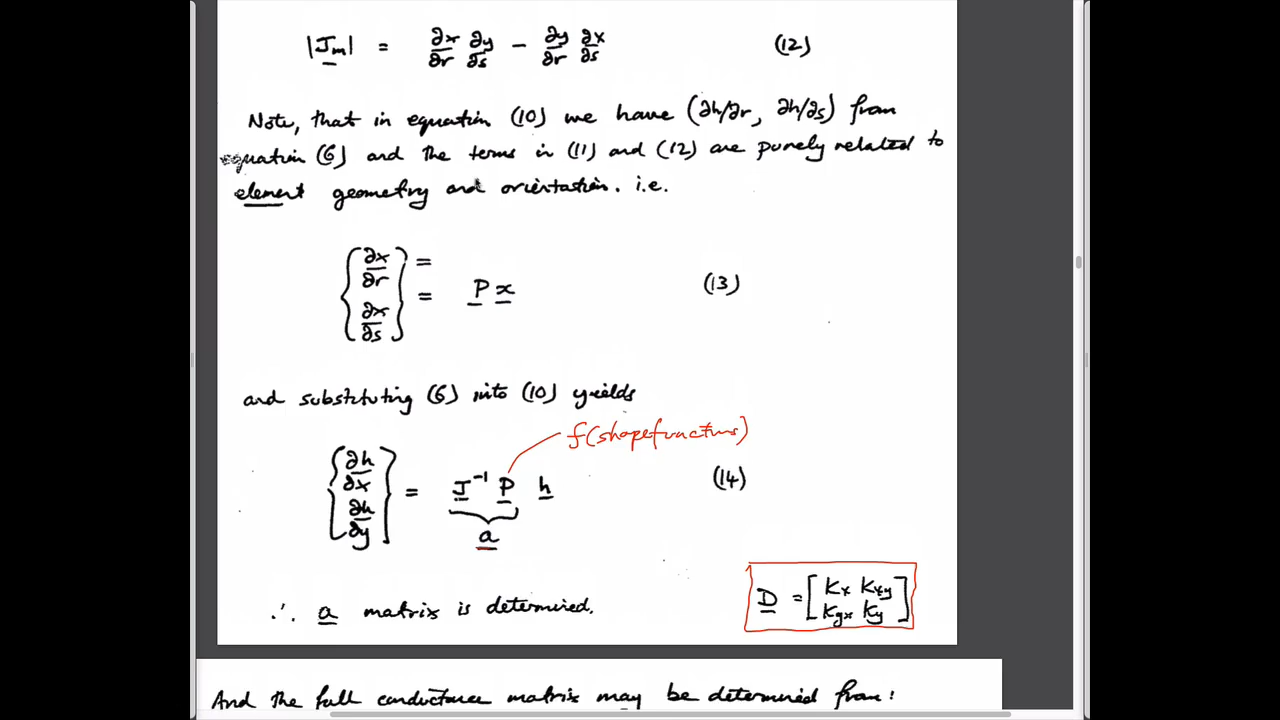 |J̲m| = ∂x/∂r ∂y/∂s − ∂y/∂r ∂x/∂s (12)
Note, that in equation (10) we have (∂h/∂r, ∂h/∂s) from
equation (6) and the terms in (11) and (12) are purely related to
element geometry and orientation. i.e.
{∂x/∂r ∂x/∂s} = = P x (13)
and substituting (6) into (10) yields
f(shapefunctions)
{∂h/∂x ∂h/∂y} = J⁻¹ P h (14)
a
∴ a matrix is determined.
D = [Kx Kxy Kyx Ky]
And the full conductance matrix may be determined from: